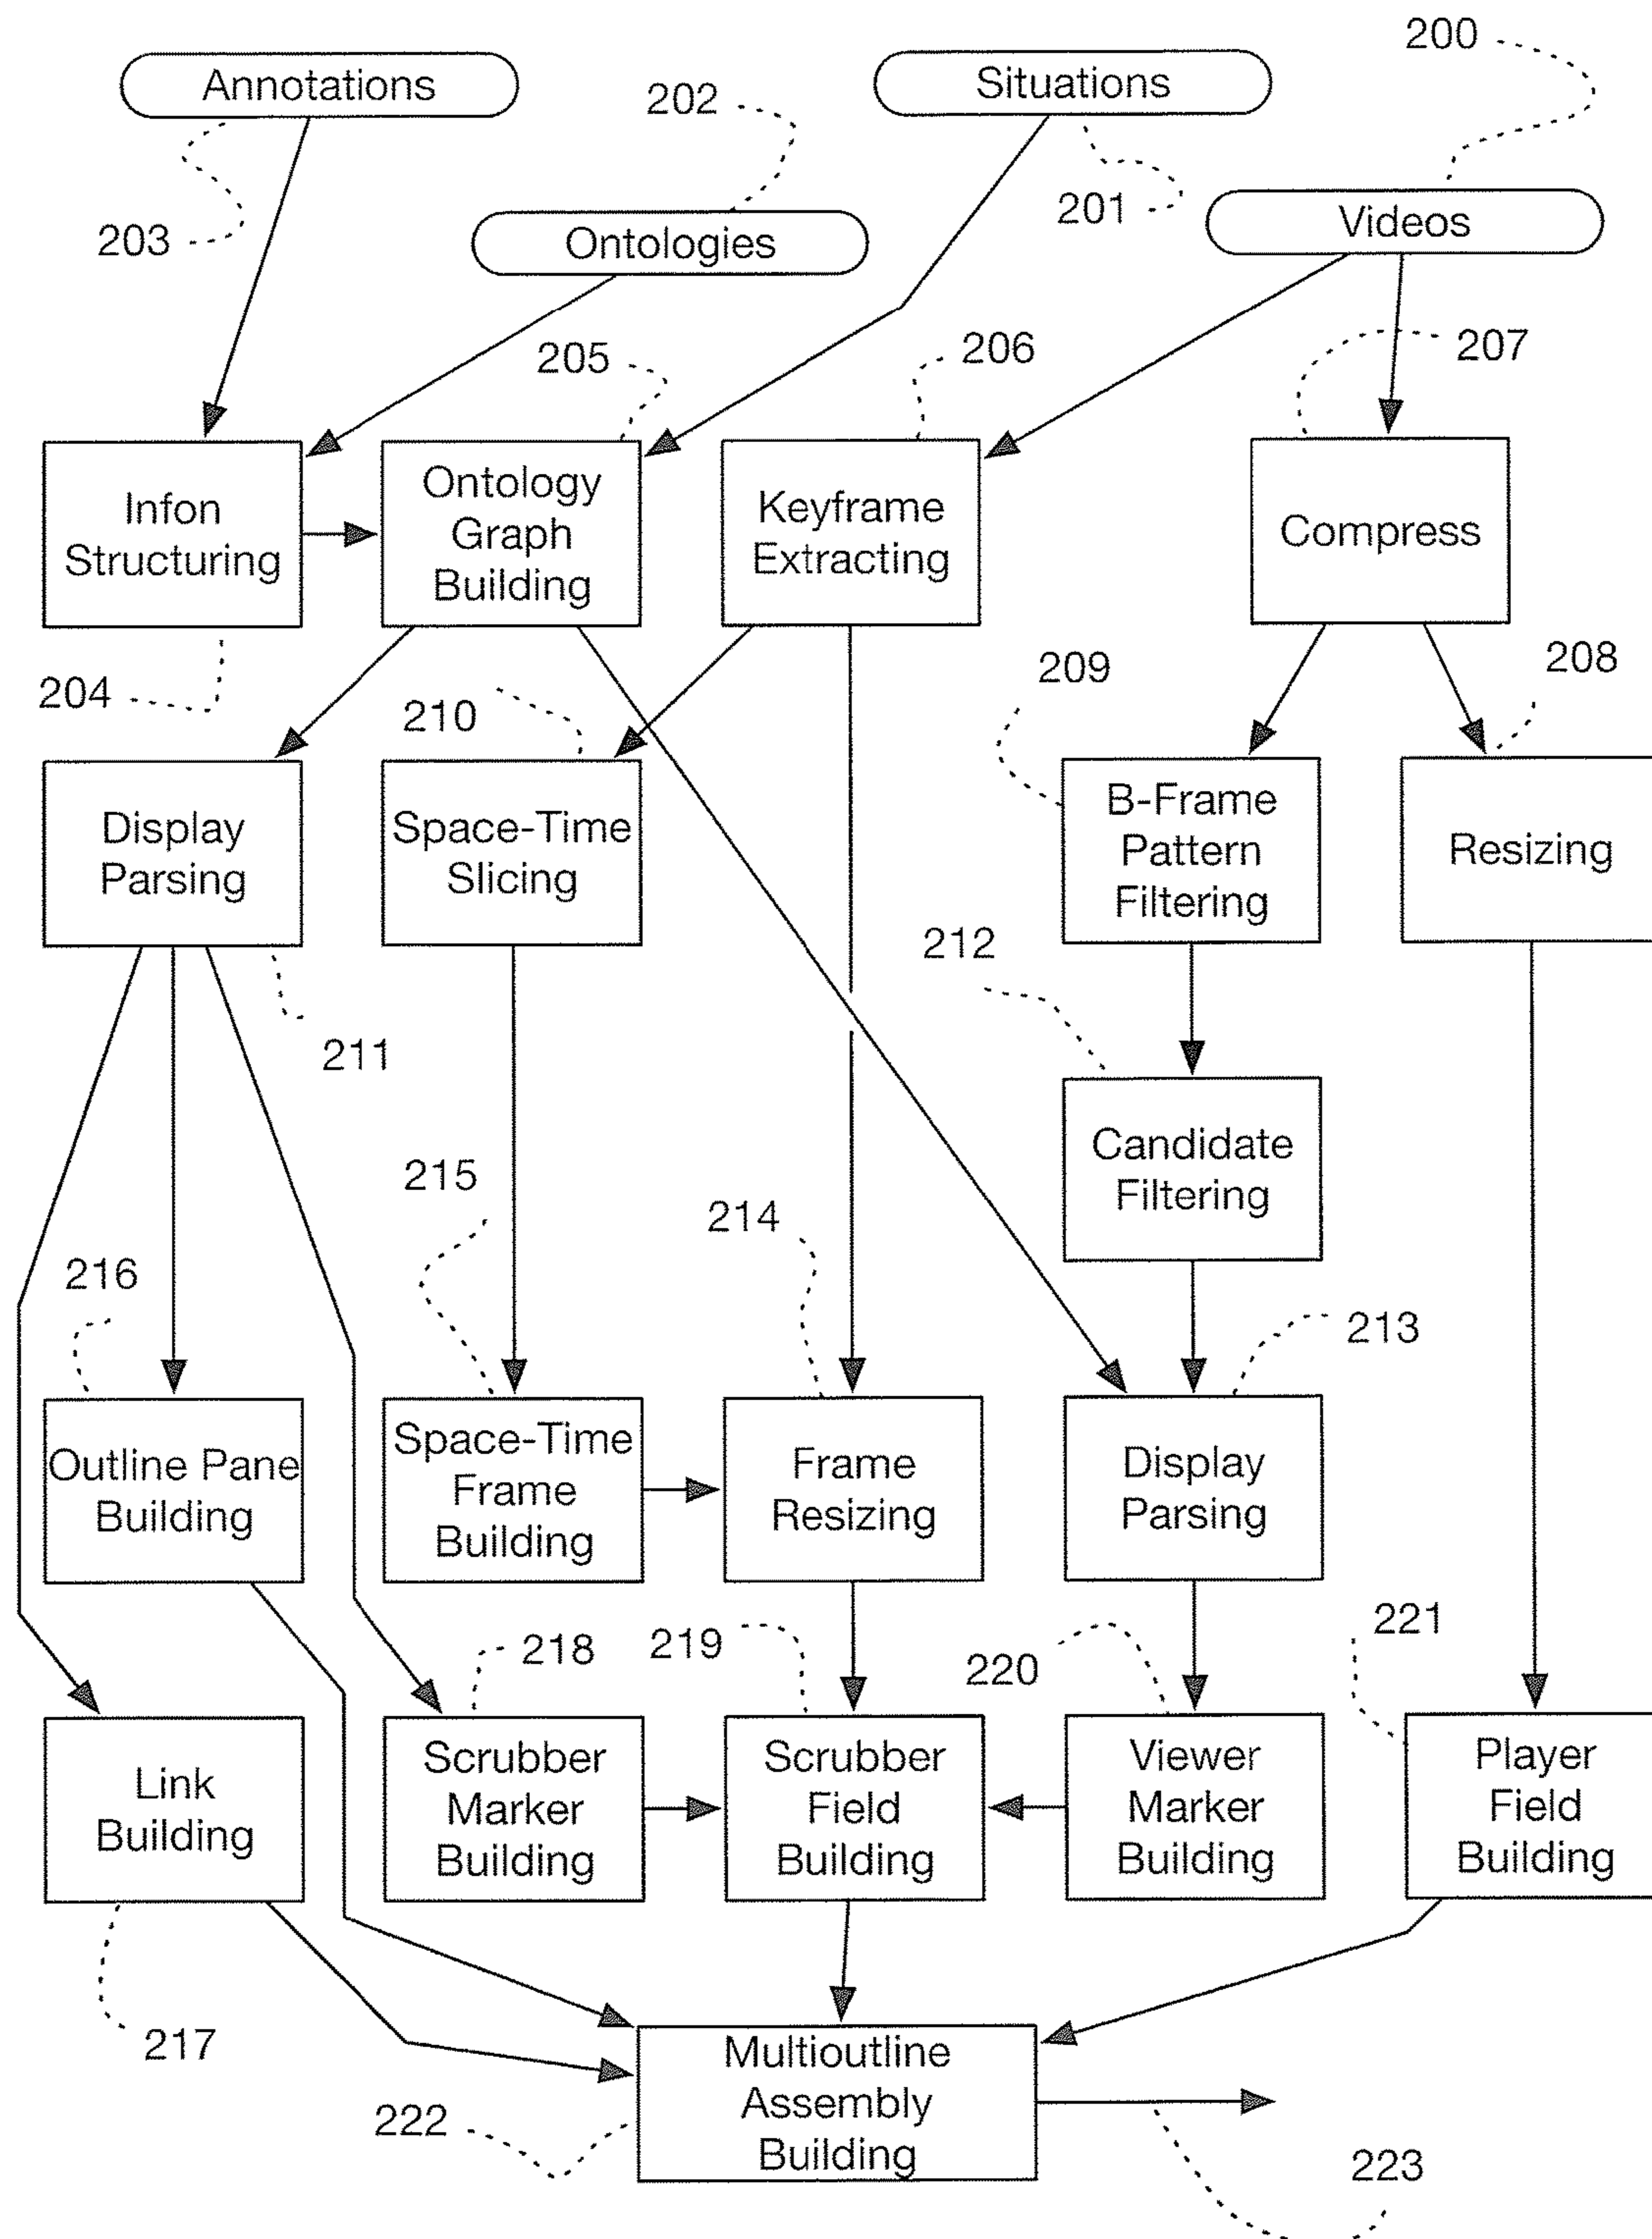 200
Annotations
Situations
202
201
Videos
203
Ontologies
205
206
207
Infon
Structuring
Ontology
Graph
Building
Keyframe
Extracting
Compress
204
210
209
208
Display
Parsing
Space-Time
Slicing
B-Frame
Pattern
Filtering
Resizing
212
211
Candidate
Filtering
215
214
216
213
Outline Pane
Building
Space-Time
Frame
Building
Frame
Resizing
Display
Parsing
218
219
220
221
Link
Building
Scrubber
Marker
Building
Scrubber
Field
Building
Viewer
Marker
Building
Player
Field
Building
217
Multioutline
Assembly
Building
222
223